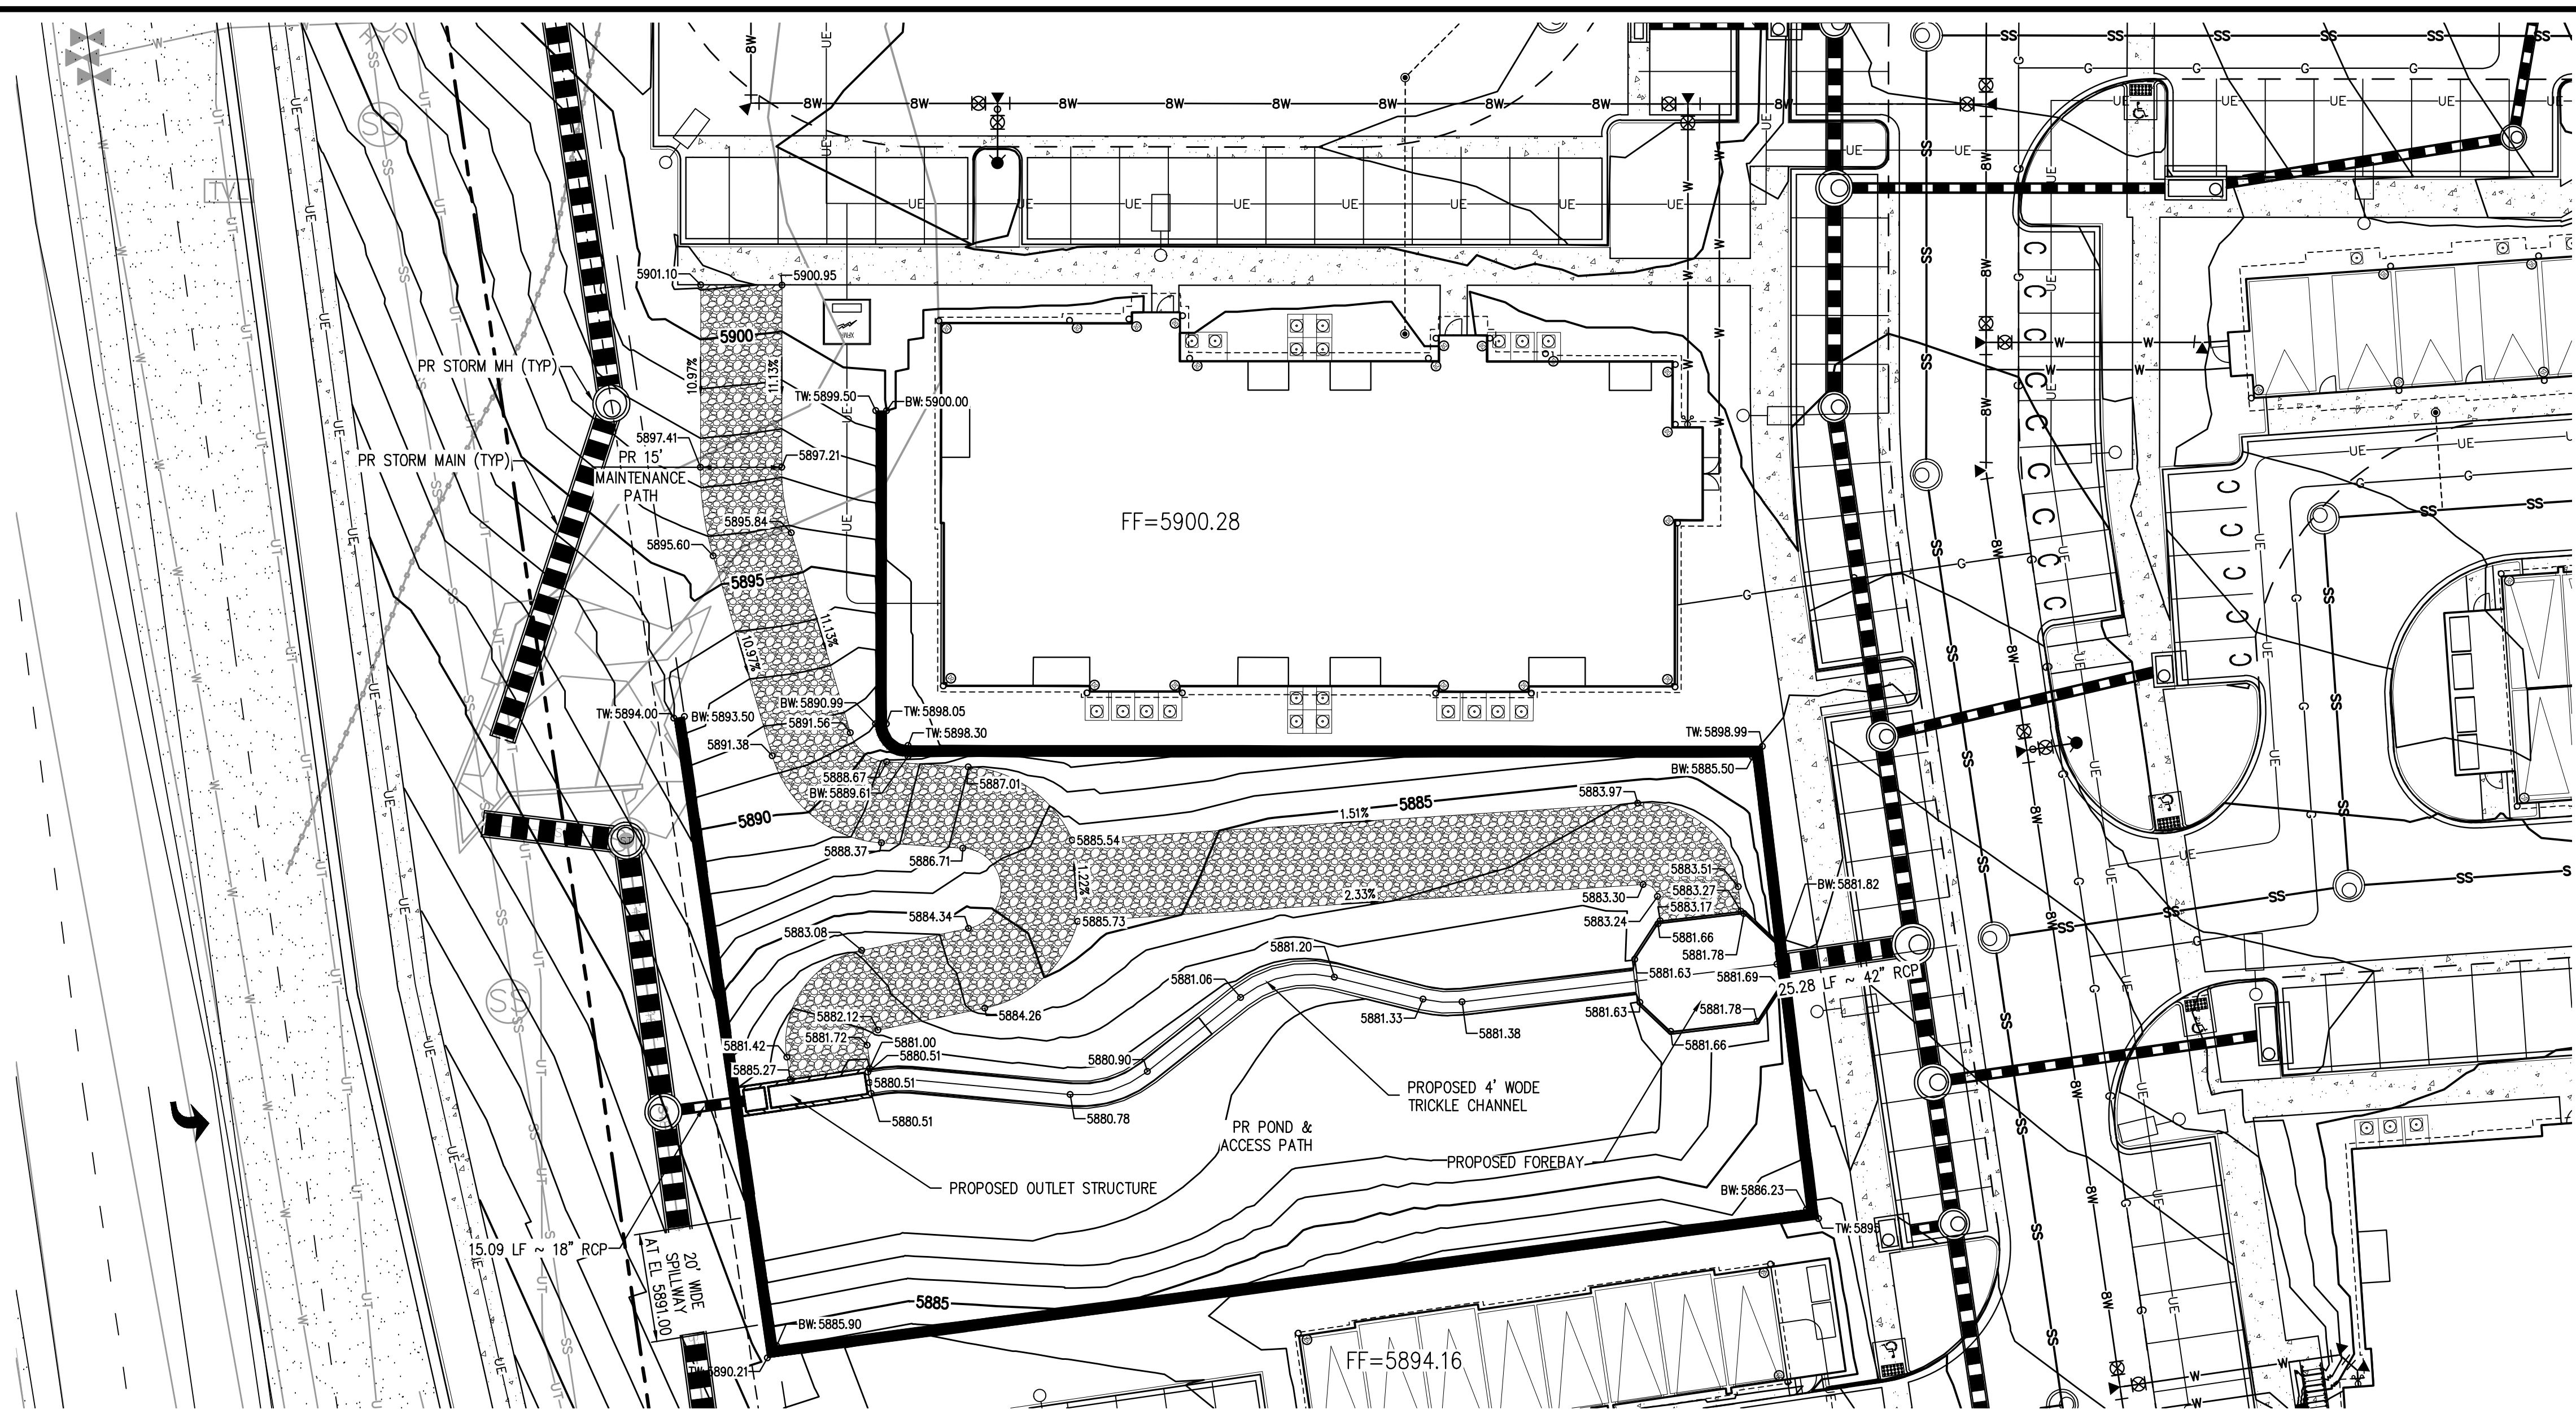 5901.10
5900.95
5900
10.97%
11.13%
PR STORM MH (TYP)
TW: 5899.50
BW: 5900.00
5897.41
5897.21
PR STORM MAIN (TYP)
PR 15'
MAINTENANCE
PATH
FF=5900.28
5895.84
5895.60
5895
11.13%
10.97%
BW: 5890.99
TW: 5898.05
TW: 5894.00
BW: 5893.50
5891.56
TW: 5898.30
5891.38
TW: 5898.99
BW: 5885.50
5888.67
BW: 5889.61
5887.01
5890
5885
5883.97
1.51%
5888.37
5886.71
5885.54
1.22%
2.33%
5883.51
5883.27
5883.30
5883.17
BW: 5881.82
5884.34
5885.73
5883.24
5883.08
5881.66
5881.78
5881.20
5881.63
5881.69
25.28 LF ~ 42" RCP
5881.06
5884.26
5882.12
5881.33
5881.38
5881.63
5881.78
5881.72
5881.42
5881.00
5880.51
5880.90
5881.66
5885.27
5880.51
5880.51
5880.78
PROPOSED 4' WODE
TRICKLE CHANNEL
PR POND &
ACCESS PATH
PROPOSED FOREBAY
PROPOSED OUTLET STRUCTURE
BW: 5886.23
TW: 5895
15.09 LF ~ 18" RCP
20' WIDE
SPILLWAY
AT EL 5891.00
5885
BW: 5885.90
TW: 5890.21
FF=5894.16
UE
UT
SS
W
8W
G
C
TV